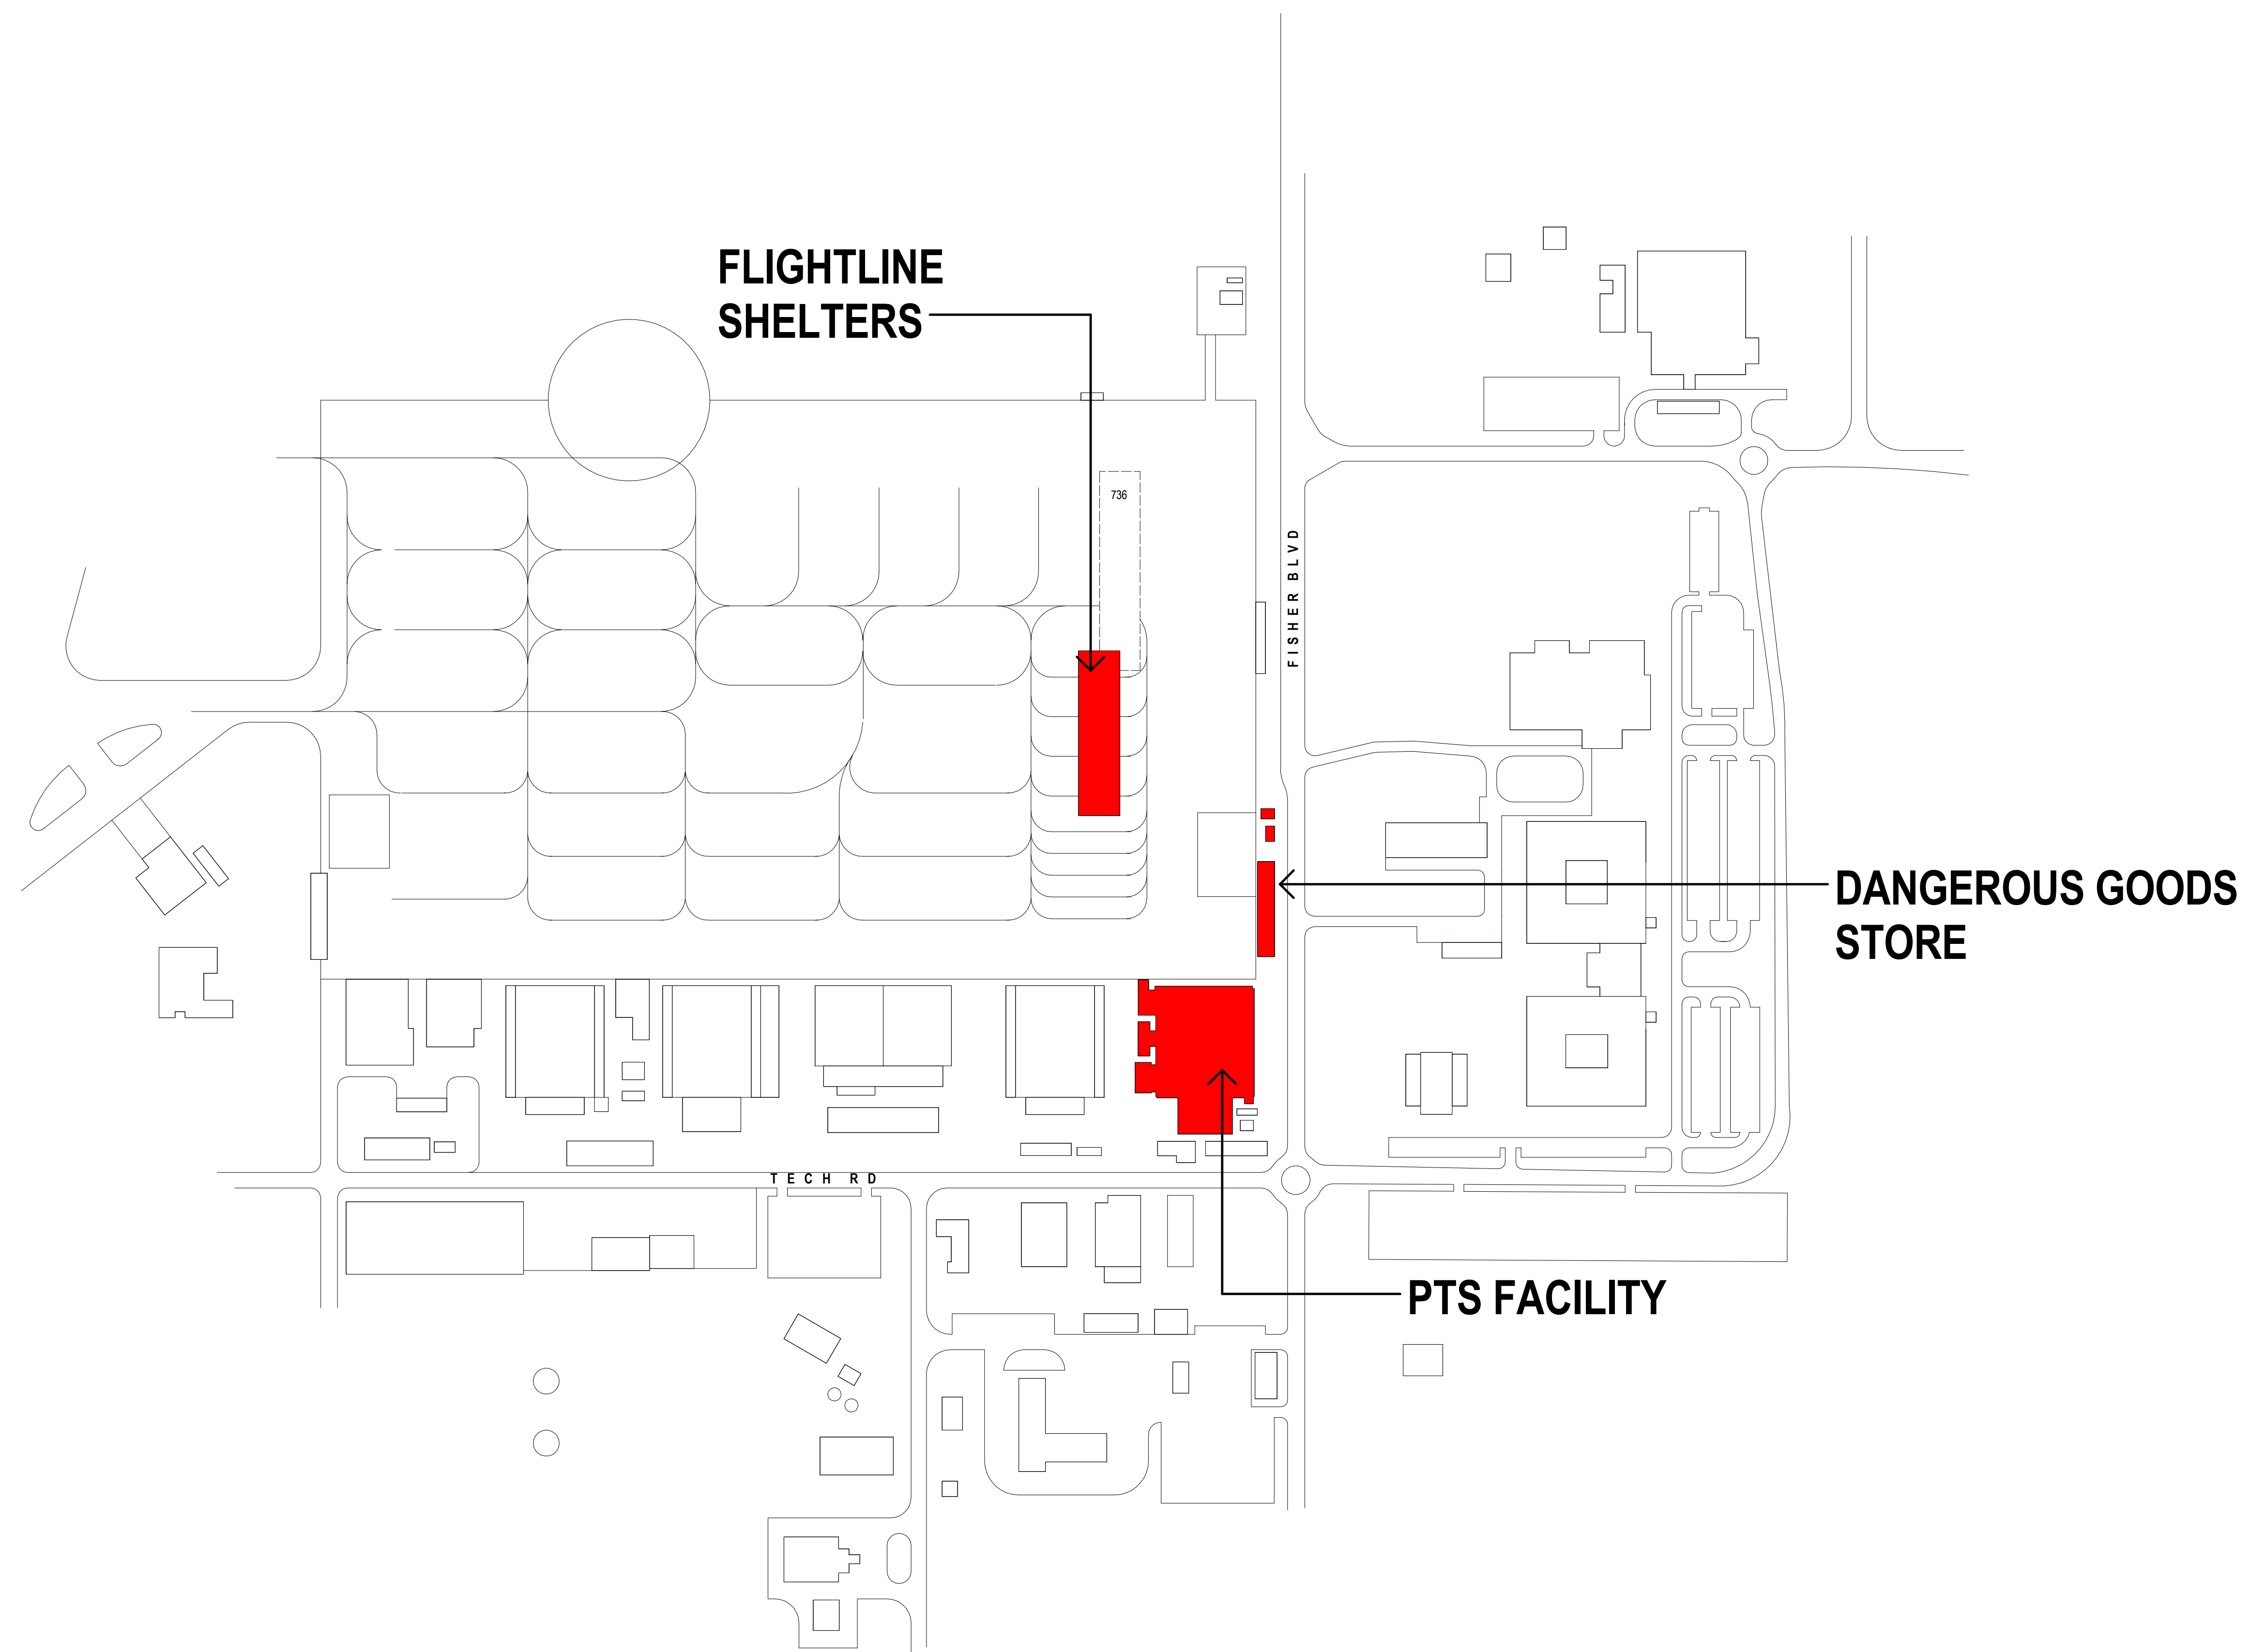 FLIGHTLINE
SHELTERS
736
FISHER BLVD
DANGEROUS GOODS
STORE
TECH RD
PTS FACILITY